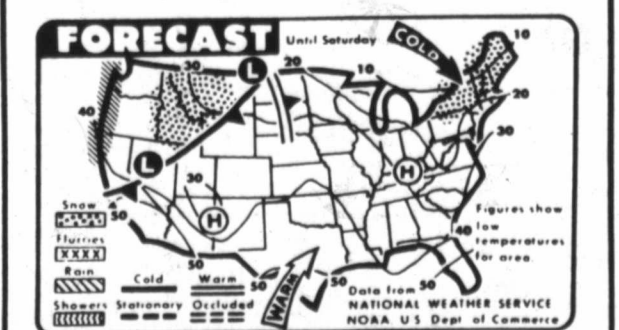 FORECAST
Until Saturday
COLD
10
30
L
20
10
40
20
30
L
30
H
H
50
40
50
50
50
50
WARM
Snow
Flurries
Rain
Showers
Cold
Warm
Stationary
Occluded
Figures show
low
temperatures
for area.
Data from
NATIONAL WEATHER SERVICE
NOAA U S Dept of Commerce